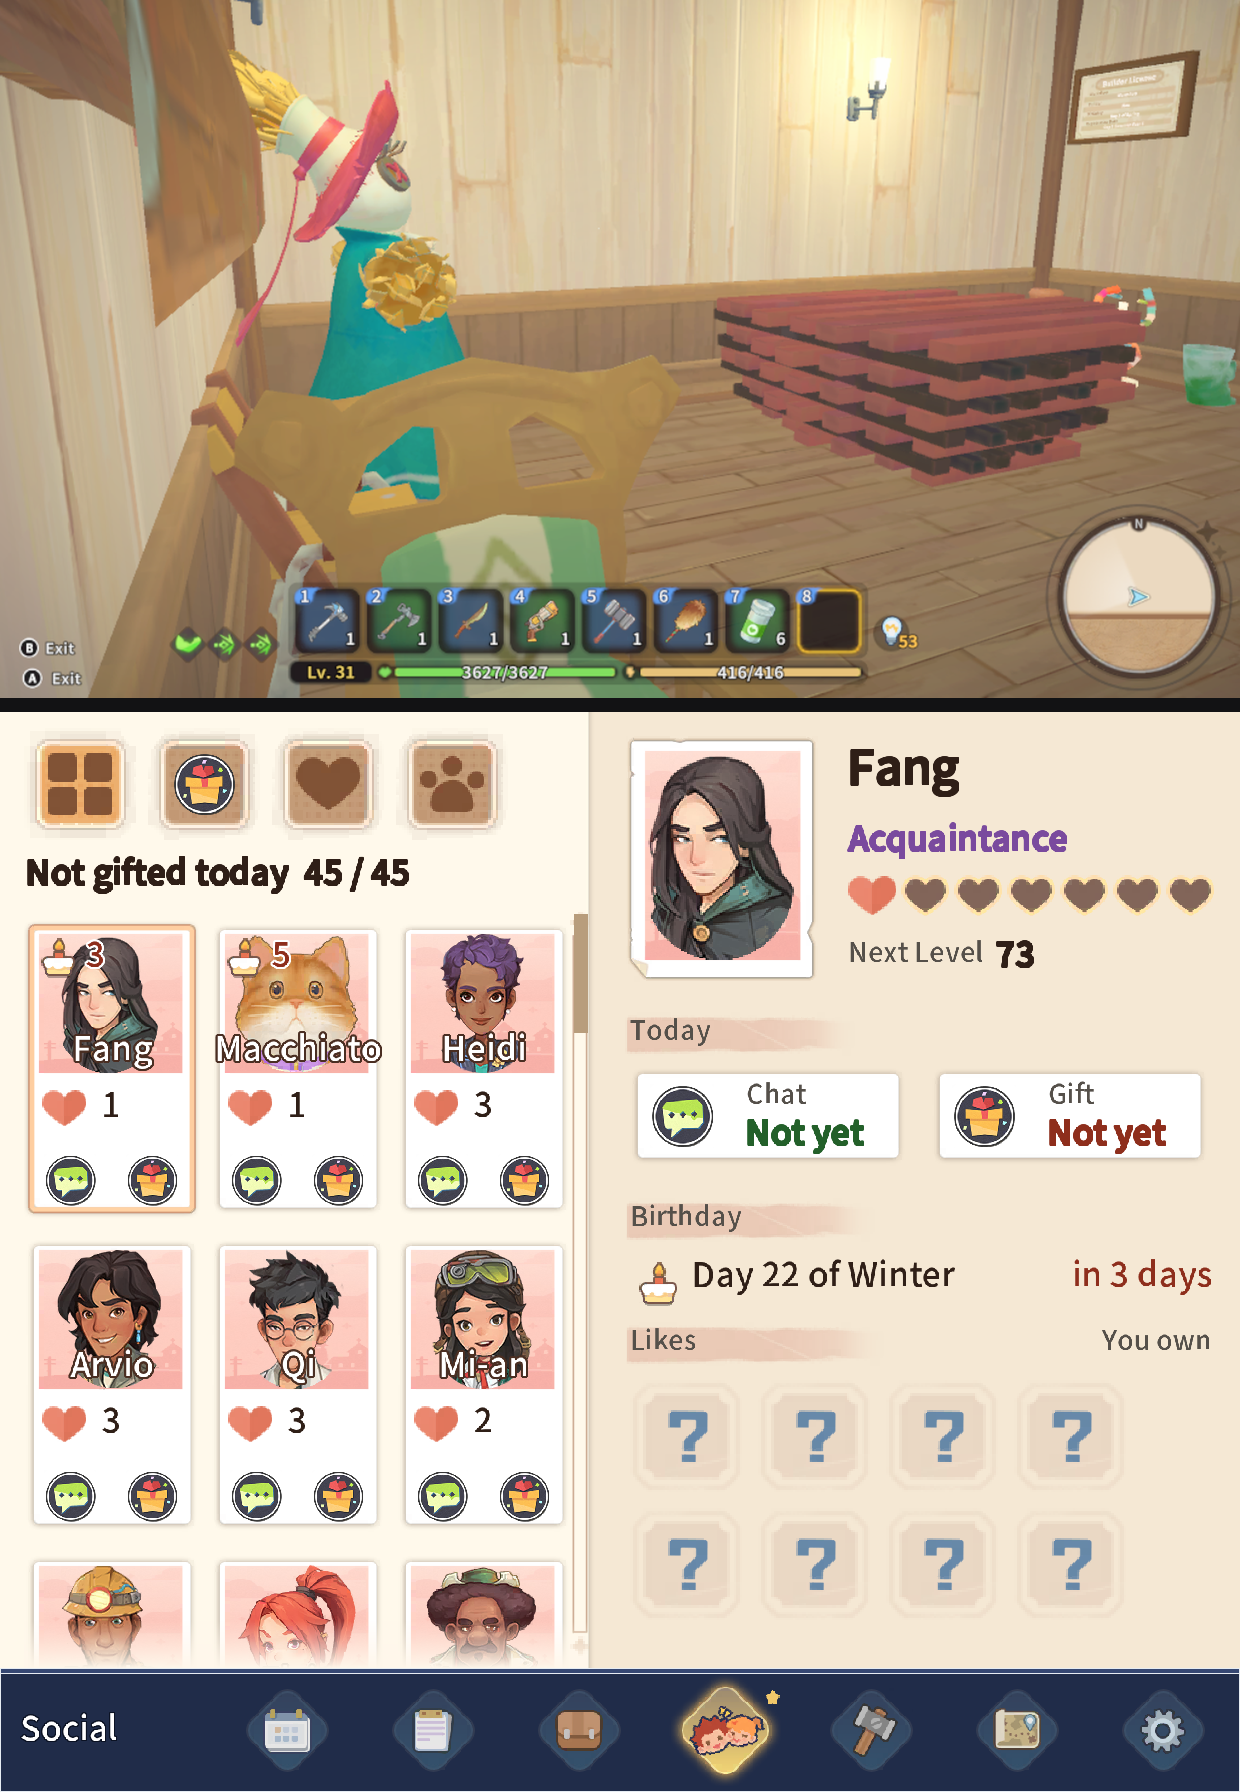 Builder License
N
1
2
3
4
5
6
7
8
1
1
1
1
1
1
6
53
B Exit
A Exit
Lv. 31
3627/3627
416/416
Not gifted today 45 / 45
3
Fang
1
5
Macchiato
1
Heidi
3
Arvio
3
Qi
3
Mi-an
2
Fang
Acquaintance
Next Level 73
Today
Chat
Not yet
Gift
Not yet
Birthday
Day 22 of Winter in 3 days
Likes You own
? ? ? ?
? ? ? ?
Social